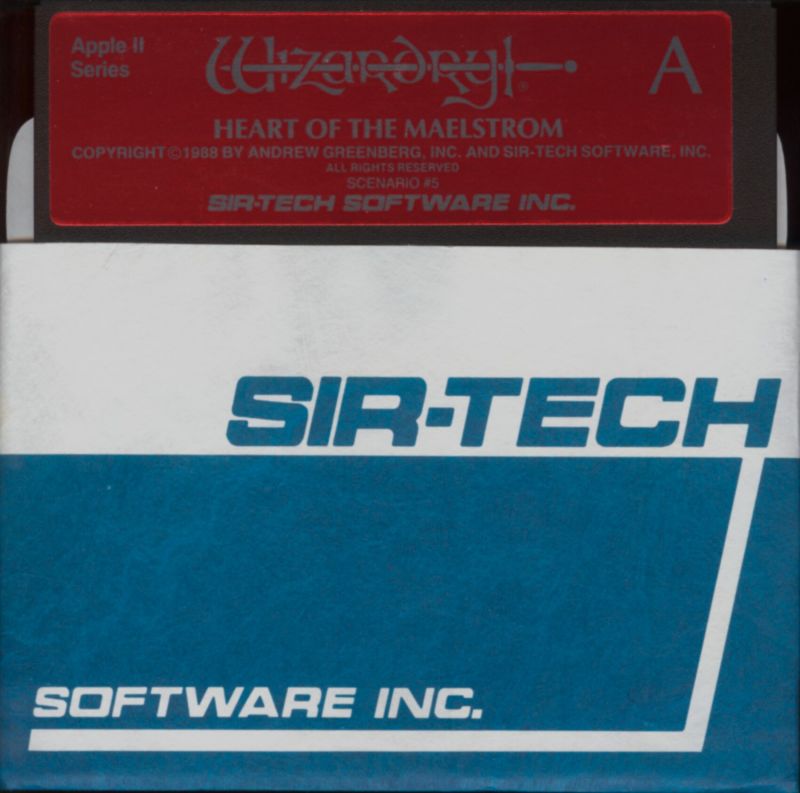 Apple II
Series
Wizardry
®
A
HEART OF THE MAELSTROM
COPYRIGHT©1988 BY ANDREW GREENBERG, INC. AND SIR-TECH SOFTWARE, INC.
ALL RIGHTS RESERVED
SCENARIO #5
SIR-TECH SOFTWARE INC.
SIR-TECH
SOFTWARE INC.